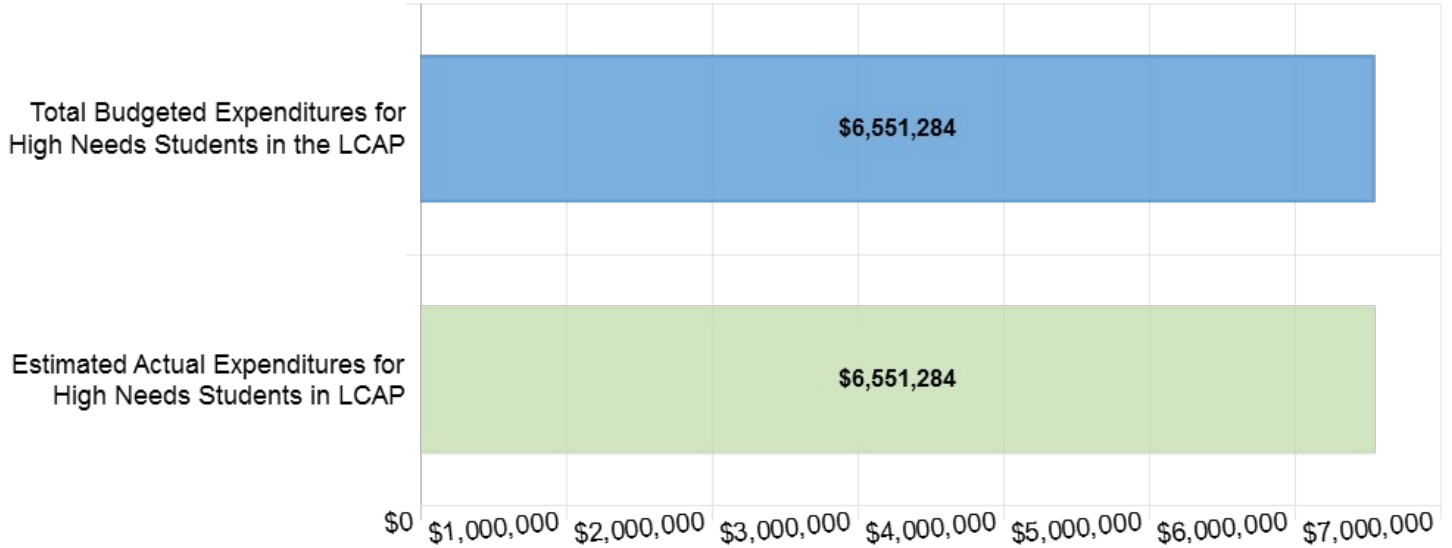 Total Budgeted Expenditures for
High Needs Students in the LCAP
$6,551,284
Estimated Actual Expenditures for
High Needs Students in LCAP
$6,551,284
$0 $1,000,000 $2,000,000 $3,000,000 $4,000,000 $5,000,000 $6,000,000 $7,000,000